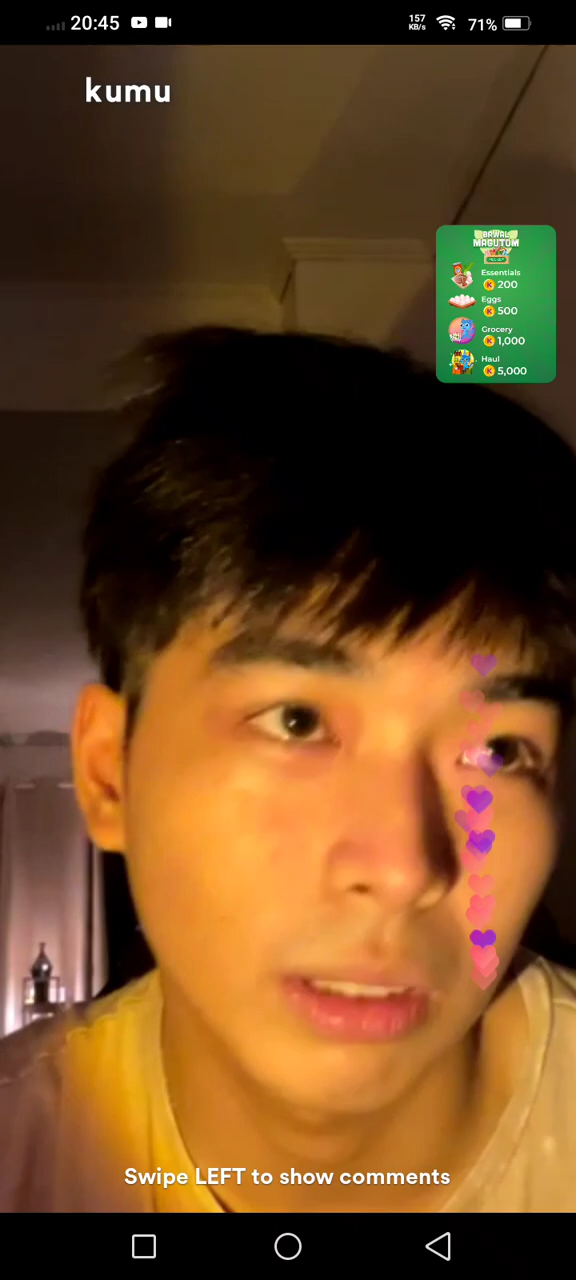 20:45
157
KB/s
71%
kumu
BAWAL
MAGUTOM
Essentials
200
Eggs
500
Grocery
1,000
Haul
5,000
Swipe LEFT to show comments